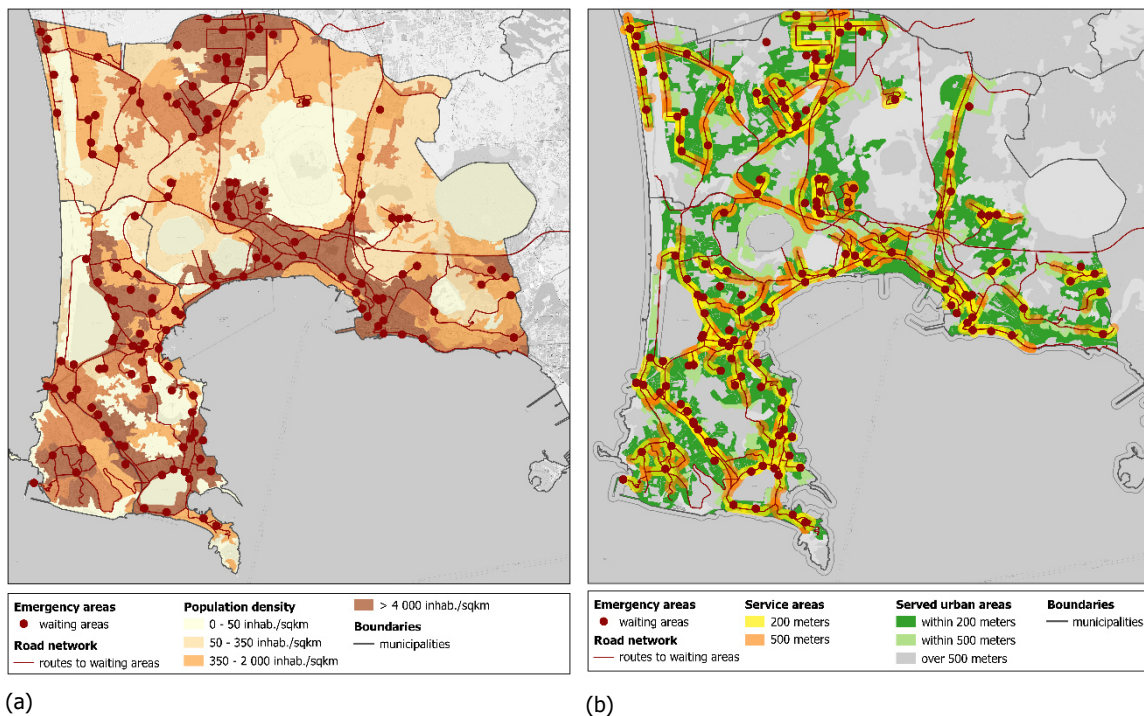 Emergency areas
waiting areas
Road network
routes to waiting areas
Population density
0 - 50 inhab./sqkm
50 - 350 inhab./sqkm
350 - 2 000 inhab./sqkm
> 4 000 inhab./sqkm
Boundaries
municipalities
(a)
Emergency areas
waiting areas
Road network
routes to waiting areas
Service areas
200 meters
500 meters
Served urban areas
within 200 meters
within 500 meters
over 500 meters
Boundaries
municipalities
(b)